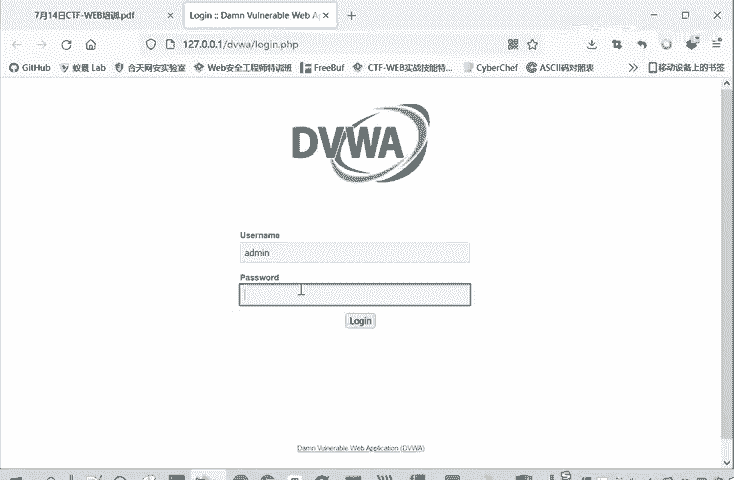 7月14日CTF-WEB培训.pdf
Login :: Damn Vulnerable Web A
127.0.0.1/dvwa/login.php
GitHub
蚁景 Lab
合天网安实验室
Web安全工程师特训班
FreeBuf
CTF-WEB实战技能特...
CyberChef
ASCII码对照表
移动设备上的书签
DVWA
Username
admin
Password
Login
Damn Vulnerable Web Application (DVWA)